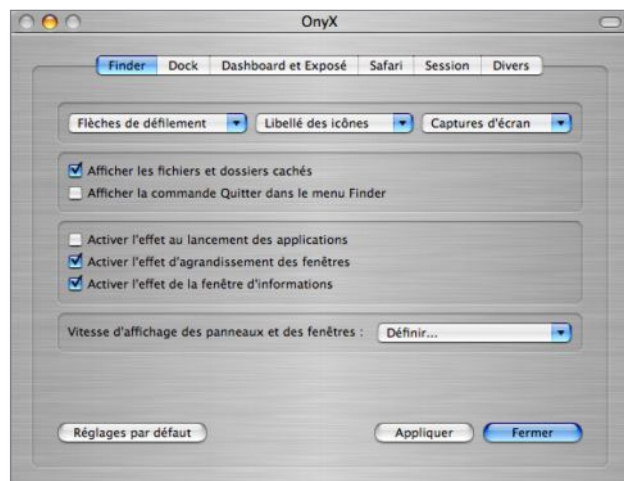 OnyX
Finder Dock Dashboard et Exposé Safari Session Divers
Flèches de défilement Libellé des icônes Captures d'écran
Afficher les fichiers et dossiers cachés
Afficher la commande Quitter dans le menu Finder
Activer l'effet au lancement des applications
Activer l'effet d'agrandissement des fenêtres
Activer l'effet de la fenêtre d'informations
Vitesse d'affichage des panneaux et des fenêtres : Définir...
Réglages par défaut Appliquer Fermer